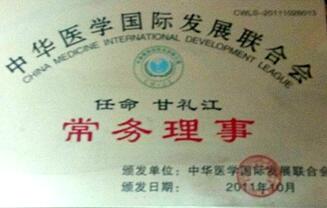 CWLS-20111028013
中华医学国际发展联合会
CHINA MEDICINE INTERNATIONAL DEVELOPMENT LEAGUE
任命 甘礼江
常务理事
颁发单位：中华医学国际发展联合会
颁发日期：2011年10月